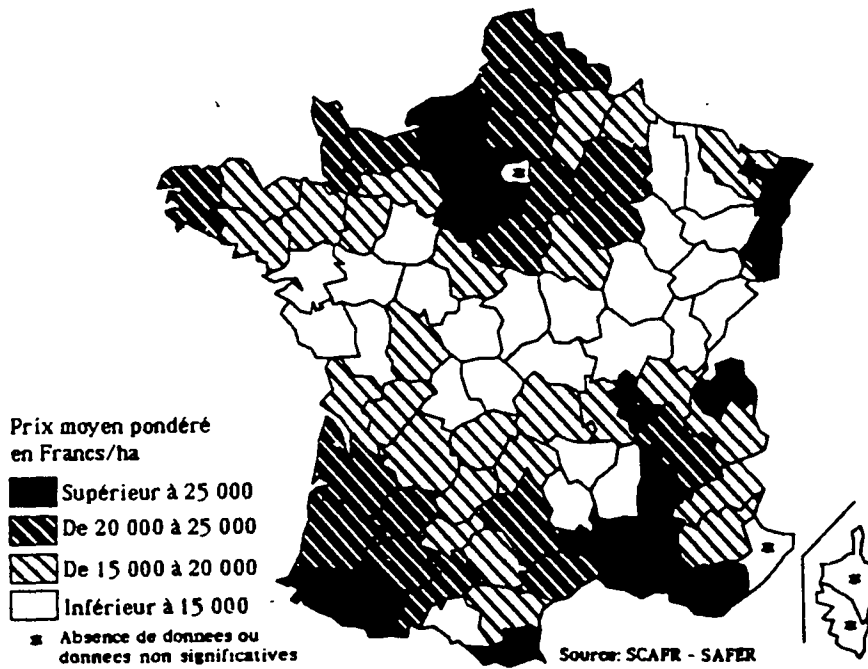 Prix moyen pondéré
en Francs/ha
Supérieur à 25 000
De 20 000 à 25 000
De 15 000 à 20 000
Inférieur à 15 000
* Absence de donnees ou
donnees non significatives
Source: SCAFR - SAFER